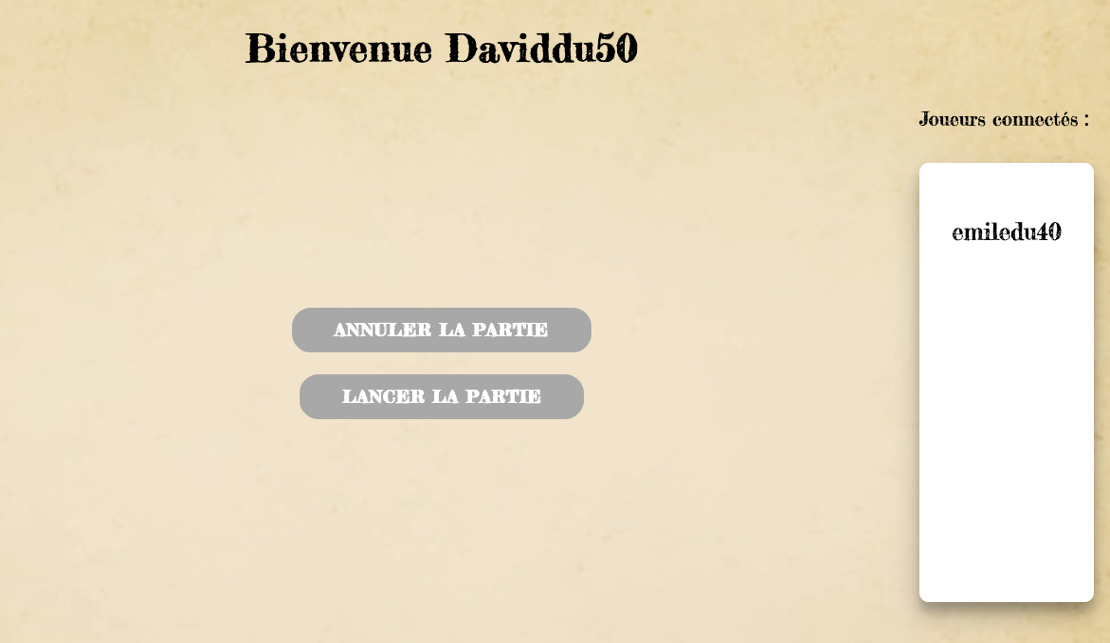 Bienvenue Daviddu50
Joueurs connectés :
emiledu40
ANNULER LA PARTIE
LANCER LA PARTIE